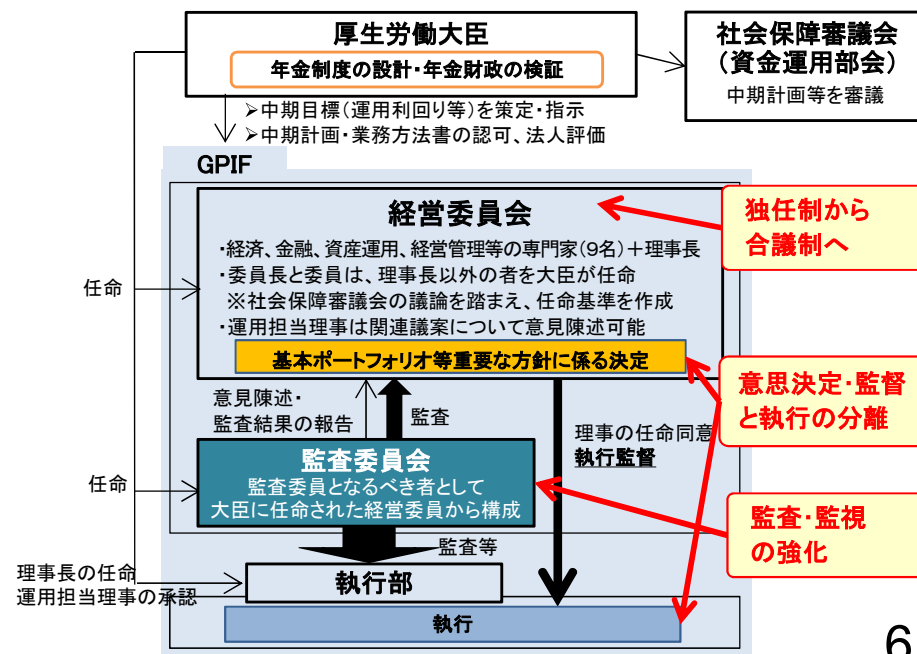 厚生労働大臣
年金制度の設計・年金財政の検証
社会保障審議会
（資金運用部会）
中期計画等を審議
➢中期目標（運用利回り等）を策定・指示
➢中期計画・業務方法書の認可、法人評価
GPIF
経営委員会
・経済、金融、資産運用、経営管理等の専門家（9名）＋理事長
・委員長と委員は、理事長以外の者を大臣が任命
※社会保障審議会の議論を踏まえ、任命基準を作成
・運用担当理事は関連議案について意見陳述可能
基本ポートフォリオ等重要な方針に係る決定
独任制から
合議制へ
任命
意見陳述・
監査結果の報告
監査
理事の任命同意
執行監督
意思決定・監督
と執行の分離
監査委員会
監査委員となるべき者として
大臣に任命された経営委員から構成
任命
監査・監視
の強化
監査等
理事長の任命
運用担当理事の承認
執行部
執行
6